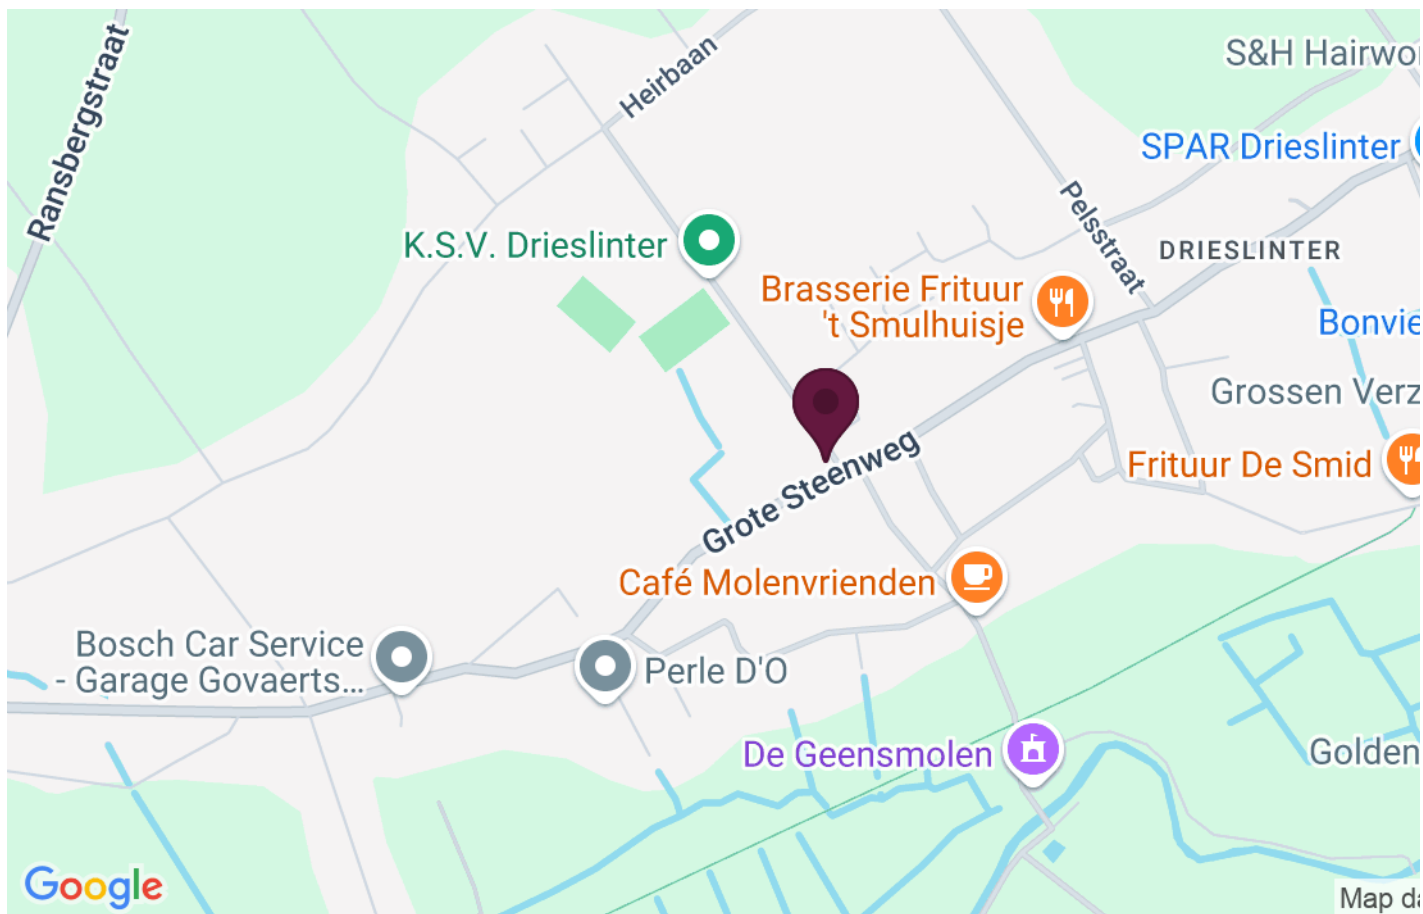 Ransbergstraat
Heirbaan
S&H Hairwor
SPAR Drieslinter
Pelsstraat
K.S.V. Drieslinter
DRIESLINTER
Brasserie Frituur
't Smulhuisje
Bonvie
Grossen Verz
Grote Steenweg
Frituur De Smid
Café Molenvrienden
Bosch Car Service
- Garage Govaerts...
Perle D'O
De Geensmolen
Golden
Google
Map da